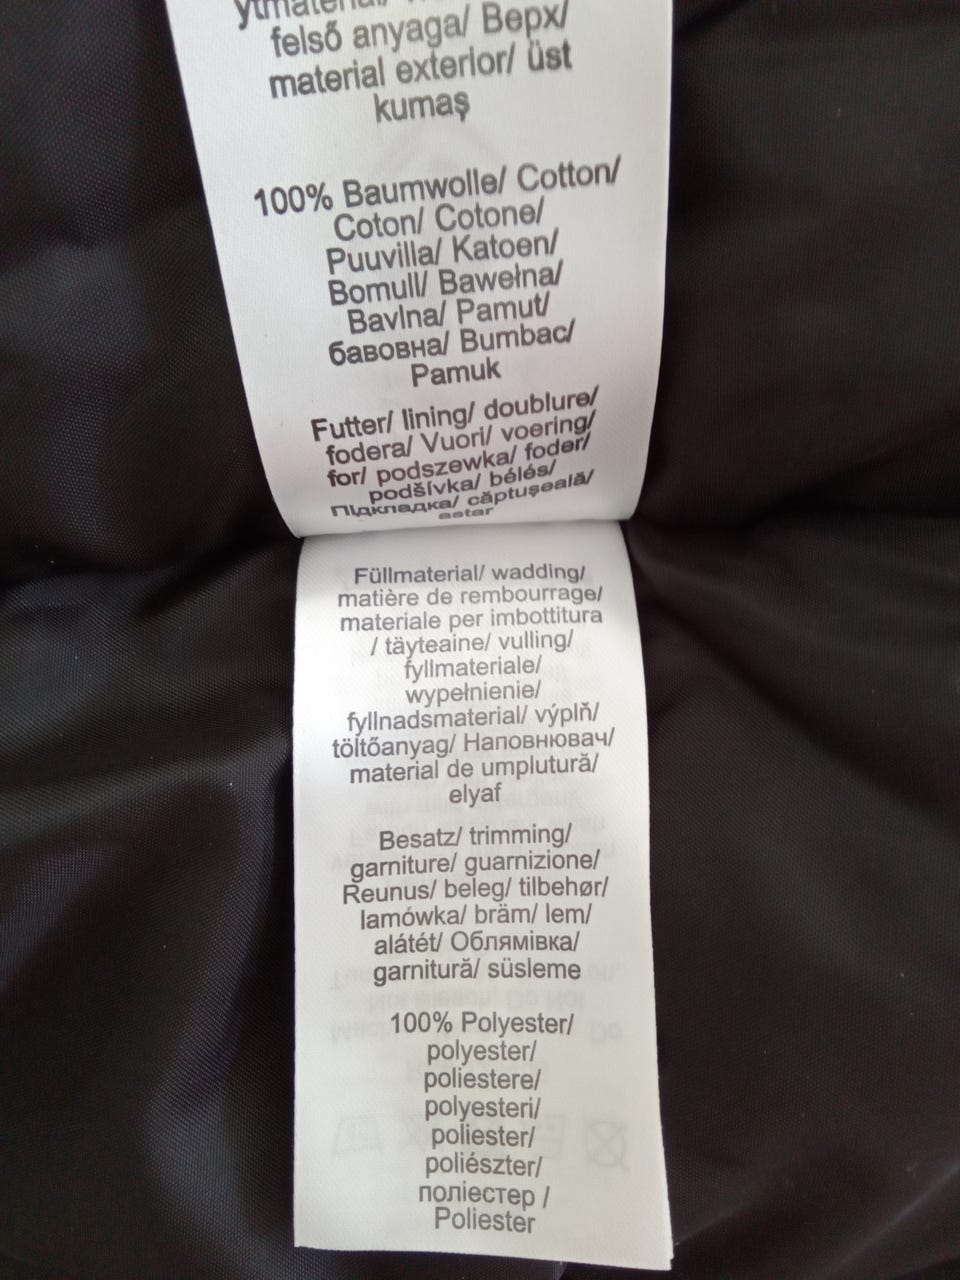 felső anyaga/ Верх/
material exterior/ üst
kumaş
100% Baumwolle/ Cotton/
Coton/ Cotone/
Puuvilla/ Katoen/
Bomull/ Bawełna/
Bavlna/ Pamut/
бавовна/ Bumbac/
Pamuk
Futter/ lining/ doublure/
fodera/ Vuori/ voering/
for/ podszewka/ foder/
podšívka/ bélés/
Підкладка/ căptuşeală/
astar
Füllmaterial/ wadding/
matière de rembourrage/
materiale per imbottitura
/ täyteaine/ vulling/
fyllmateriale/
wypełnienie/
fyllnadsmaterial/ výplň/
töltőanyag/ Наповнювач/
material de umplutură/
elyaf
Besatz/ trimming/
garniture/ guarnizione/
Reunus/ beleg/ tilbehør/
lamówka/ bräm/ lem/
alátét/ Облямівка/
garnitură/ süsleme
100% Polyester/
polyester/
poliestere/
polyesteri/
poliester/
poliészter/
поліестер /
Poliester